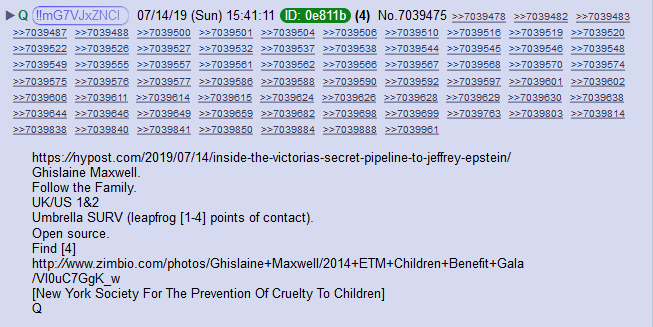 ▶ Q !!mG7VJxZNCI 07/14/19 (Sun) 15:41:11 ID: 0e811b (4) No.7039475 >>7039478 >>7039482 >>7039483
>>7039487 >>7039488 >>7039500 >>7039501 >>7039504 >>7039506 >>7039510 >>7039516 >>7039519 >>7039520
>>7039522 >>7039526 >>7039527 >>7039532 >>7039537 >>7039538 >>7039544 >>7039545 >>7039546 >>7039548
>>7039549 >>7039555 >>7039557 >>7039561 >>7039566 >>7039567 >>7039568 >>7039570 >>7039574
>>7039575 >>7039576 >>7039577 >>7039586 >>7039588 >>7039590 >>7039592 >>7039597 >>7039601 >>7039602
>>7039606 >>7039611 >>7039614 >>7039615 >>7039624 >>7039626 >>7039628 >>7039629 >>7039630 >>7039638
>>7039644 >>7039646 >>7039649 >>7039659 >>7039682 >>7039698 >>7039699 >>7039763 >>7039803 >>7039814
>>7039838 >>7039840 >>7039841 >>7039850 >>7039884 >>7039888 >>7039961
https://nypost.com/2019/07/14/inside-the-victorias-secret-pipeline-to-jeffrey-epstein/
Ghislaine Maxwell.
Follow the Family.
UK/US 1&2
Umbrella SURV (leapfrog [1-4] points of contact).
Open source.
Find [4]
http://www.zimbio.com/photos/Ghislaine+Maxwell/2014+ETM+Children+Benefit+Gala
/Vl0uC7GgK_w
[New York Society For The Prevention Of Cruelty To Children]
Q